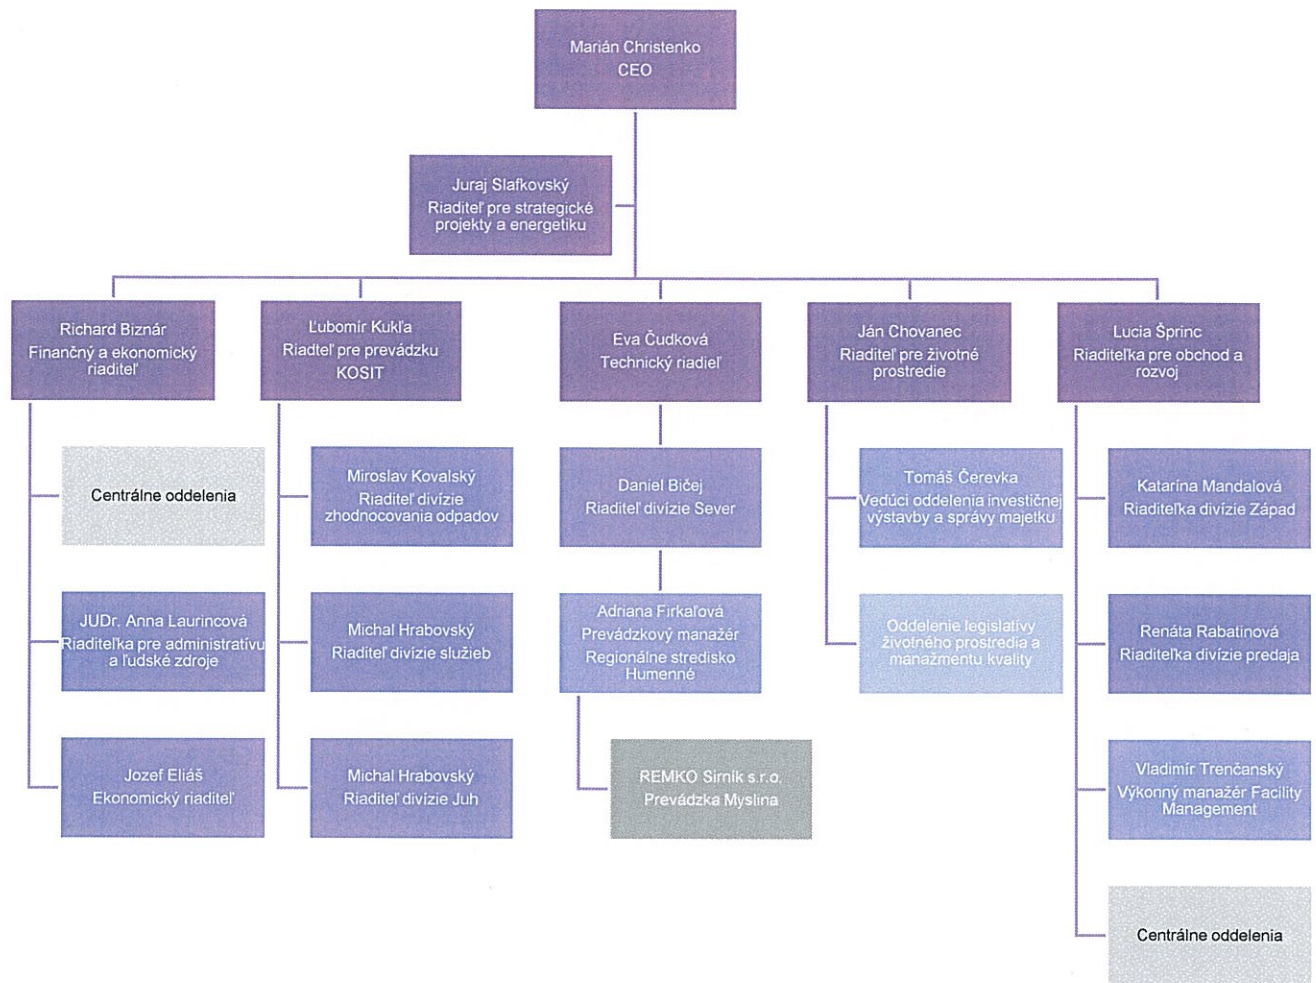 Marián Christenko
CEO
Juraj Slafkovský
Riaditeľ pre strategické
projekty a energetiku
Richard Biznár
Finančný a ekonomický
riaditeľ
Ľubomír Kukľa
Riadteľ pre prevádzku
KOSIT
Eva Čudková
Technický riadieľ
Ján Chovanec
Riaditeľ pre životné
prostredie
Lucia Šprinc
Riaditeľka pre obchod a
rozvoj
Centrálne oddelenia
Miroslav Kovalský
Riaditeľ divízie
zhodnocovania odpadov
Daniel Bičej
Riaditeľ divízie Sever
Tomáš Čerevka
Vedúci oddelenia investičnej
výstavby a správy majetku
Katarína Mandalová
Riaditeľka divízie Západ
JUDr. Anna Laurincová
Riaditeľka pre administratívu
a ľudské zdroje
Michal Hrabovský
Riaditeľ divízie služieb
Adriana Firkaľová
Prevádzkový manažér
Regionálne stredisko
Humenné
Oddelenie legislatívy
životného prostredia a
manažmentu kvality
Renáta Rabatinová
Riaditeľka divízie predaja
Jozef Eliáš
Ekonomický riaditeľ
Michal Hrabovský
Riaditeľ divízie Juh
REMKO Sirník s.r.o.
Prevádzka Myslina
Vladimír Trenčanský
Výkonný manažér Facility
Management
Centrálne oddelenia